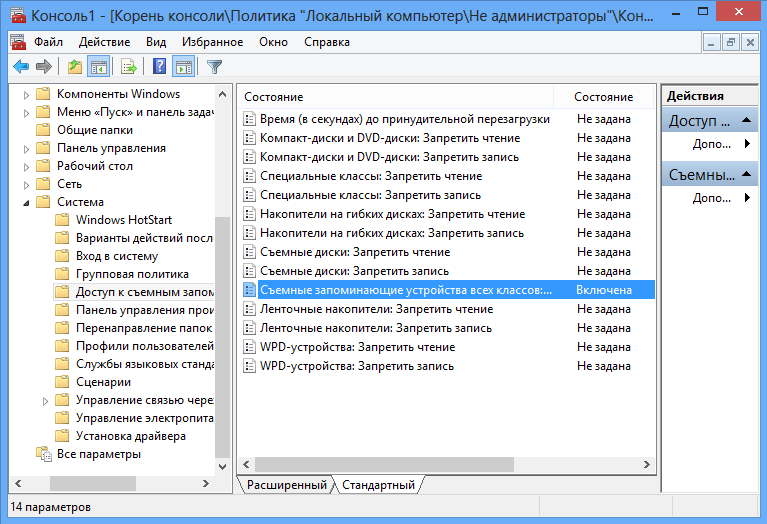 Консоль1 - [Корень консоли\Политика "Локальный компьютер\Не администраторы"\Кон...
Файл Действие Вид Избранное Окно Справка
Компоненты Windows
Меню «Пуск» и панель задач
Общие папки
Панель управления
Рабочий стол
Сеть
Система
Windows HotStart
Варианты действий посл
Вход в систему
Групповая политика
Доступ к съемным запом
Панель управления прои
Перенаправление папок
Профили пользователей
Службы языковых станда
Сценарии
Управление связью чере
Управление электропита
Установка драйвера
Все параметры
Состояние Состояние
Время (в секундах) до принудительной перезагрузки Не задана
Компакт-диски и DVD-диски: Запретить чтение Не задана
Компакт-диски и DVD-диски: Запретить запись Не задана
Специальные классы: Запретить чтение Не задана
Специальные классы: Запретить запись Не задана
Накопители на гибких дисках: Запретить чтение Не задана
Накопители на гибких дисках: Запретить запись Не задана
Съемные диски: Запретить чтение Не задана
Съемные диски: Запретить запись Не задана
Съемные запоминающие устройства всех классов:... Включена
Ленточные накопители: Запретить чтение Не задана
Ленточные накопители: Запретить запись Не задана
WPD-устройства: Запретить чтение Не задана
WPD-устройства: Запретить запись Не задана
Расширенный Стандартный
Действия
Доступ ...
Допо...
Съемны...
Допо...
14 параметров